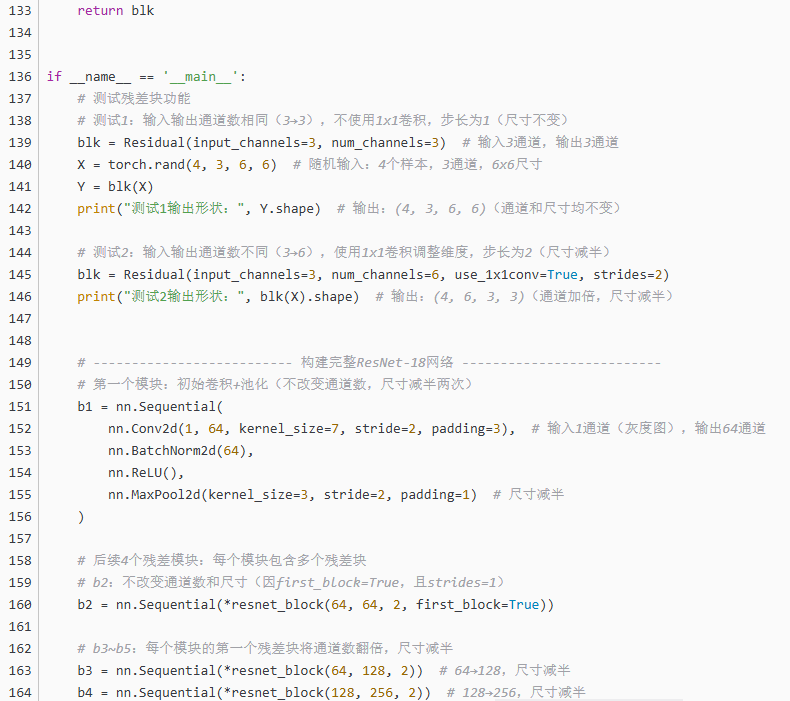 133     return blk
134
135
136 if __name__ == '__main__':
137     # 测试残差块功能
138     # 测试1：输入输出通道数相同（3→3），不使用1x1卷积，步长为1（尺寸不变）
139     blk = Residual(input_channels=3, num_channels=3)  # 输入3通道，输出3通道
140     X = torch.rand(4, 3, 6, 6)  # 随机输入：4个样本，3通道，6x6尺寸
141     Y = blk(X)
142     print("测试1输出形状：", Y.shape)  # 输出：(4, 3, 6, 6)（通道和尺寸均不变）
143
144     # 测试2：输入输出通道数不同（3→6），使用1x1卷积调整维度，步长为2（尺寸减半）
145     blk = Residual(input_channels=3, num_channels=6, use_1x1conv=True, strides=2)
146     print("测试2输出形状：", blk(X).shape)  # 输出：(4, 6, 3, 3)（通道加倍，尺寸减半）
147
148
149     # -------------------------- 构建完整ResNet-18网络 --------------------------
150     # 第一个模块：初始卷积+池化（不改变通道数，尺寸减半两次）
151     b1 = nn.Sequential(
152         nn.Conv2d(1, 64, kernel_size=7, stride=2, padding=3),  # 输入1通道（灰度图），输出64通道
153         nn.BatchNorm2d(64),
154         nn.ReLU(),
155         nn.MaxPool2d(kernel_size=3, stride=2, padding=1)  # 尺寸减半
156     )
157
158     # 后续4个残差模块：每个模块包含多个残差块
159     # b2：不改变通道数和尺寸（因first_block=True，且strides=1）
160     b2 = nn.Sequential(*resnet_block(64, 64, 2, first_block=True))
161
162     # b3~b5：每个模块的第一个残差块将通道数翻倍，尺寸减半
163     b3 = nn.Sequential(*resnet_block(64, 128, 2))  # 64→128，尺寸减半
164     b4 = nn.Sequential(*resnet_block(128, 256, 2))  # 128→256，尺寸减半